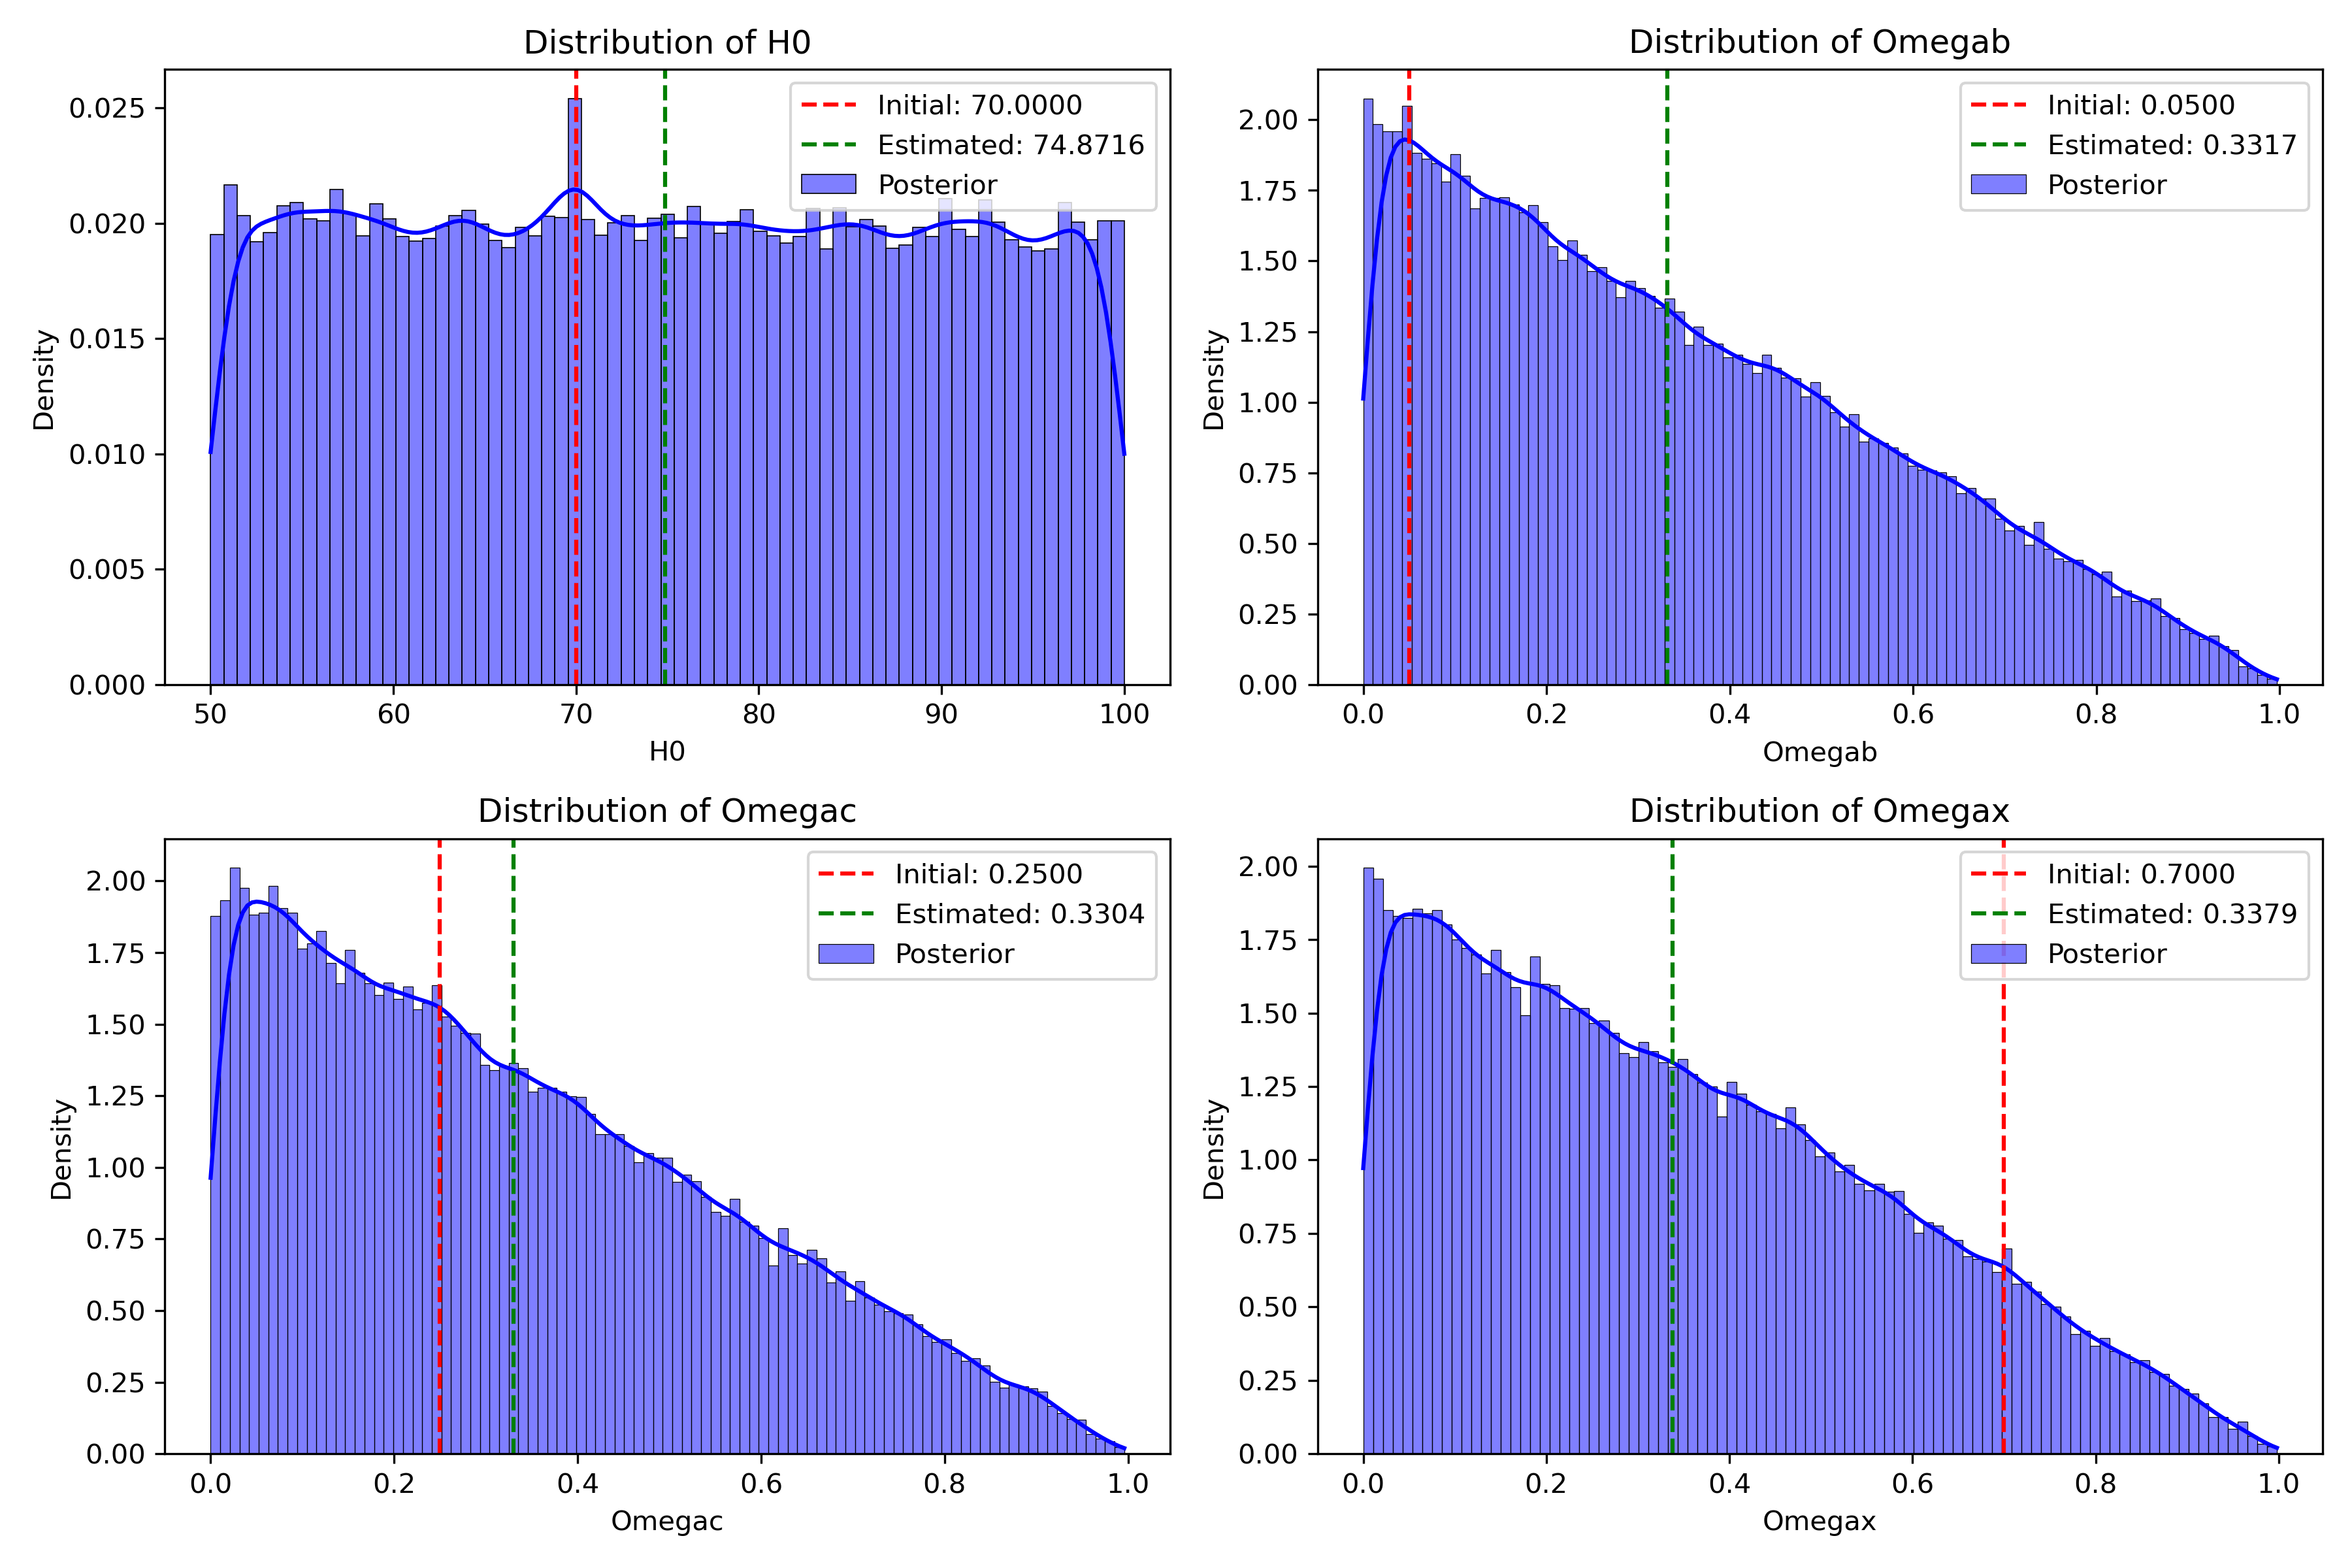 Distribution of H0
Density
0.025
0.020
0.015
0.010
0.005
0.000
50
60
70
80
90
100
H0
Initial: 70.0000
Estimated: 74.8716
Posterior
Distribution of Omegab
Density
2.00
1.75
1.50
1.25
1.00
0.75
0.50
0.25
0.00
0.0
0.2
0.4
0.6
0.8
1.0
Omegab
Initial: 0.0500
Estimated: 0.3317
Posterior
Distribution of Omegac
Density
2.00
1.75
1.50
1.25
1.00
0.75
0.50
0.25
0.00
0.0
0.2
0.4
0.6
0.8
1.0
Omegac
Initial: 0.2500
Estimated: 0.3304
Posterior
Distribution of Omegax
Density
2.00
1.75
1.50
1.25
1.00
0.75
0.50
0.25
0.00
0.0
0.2
0.4
0.6
0.8
1.0
Omegax
Initial: 0.7000
Estimated: 0.3379
Posterior